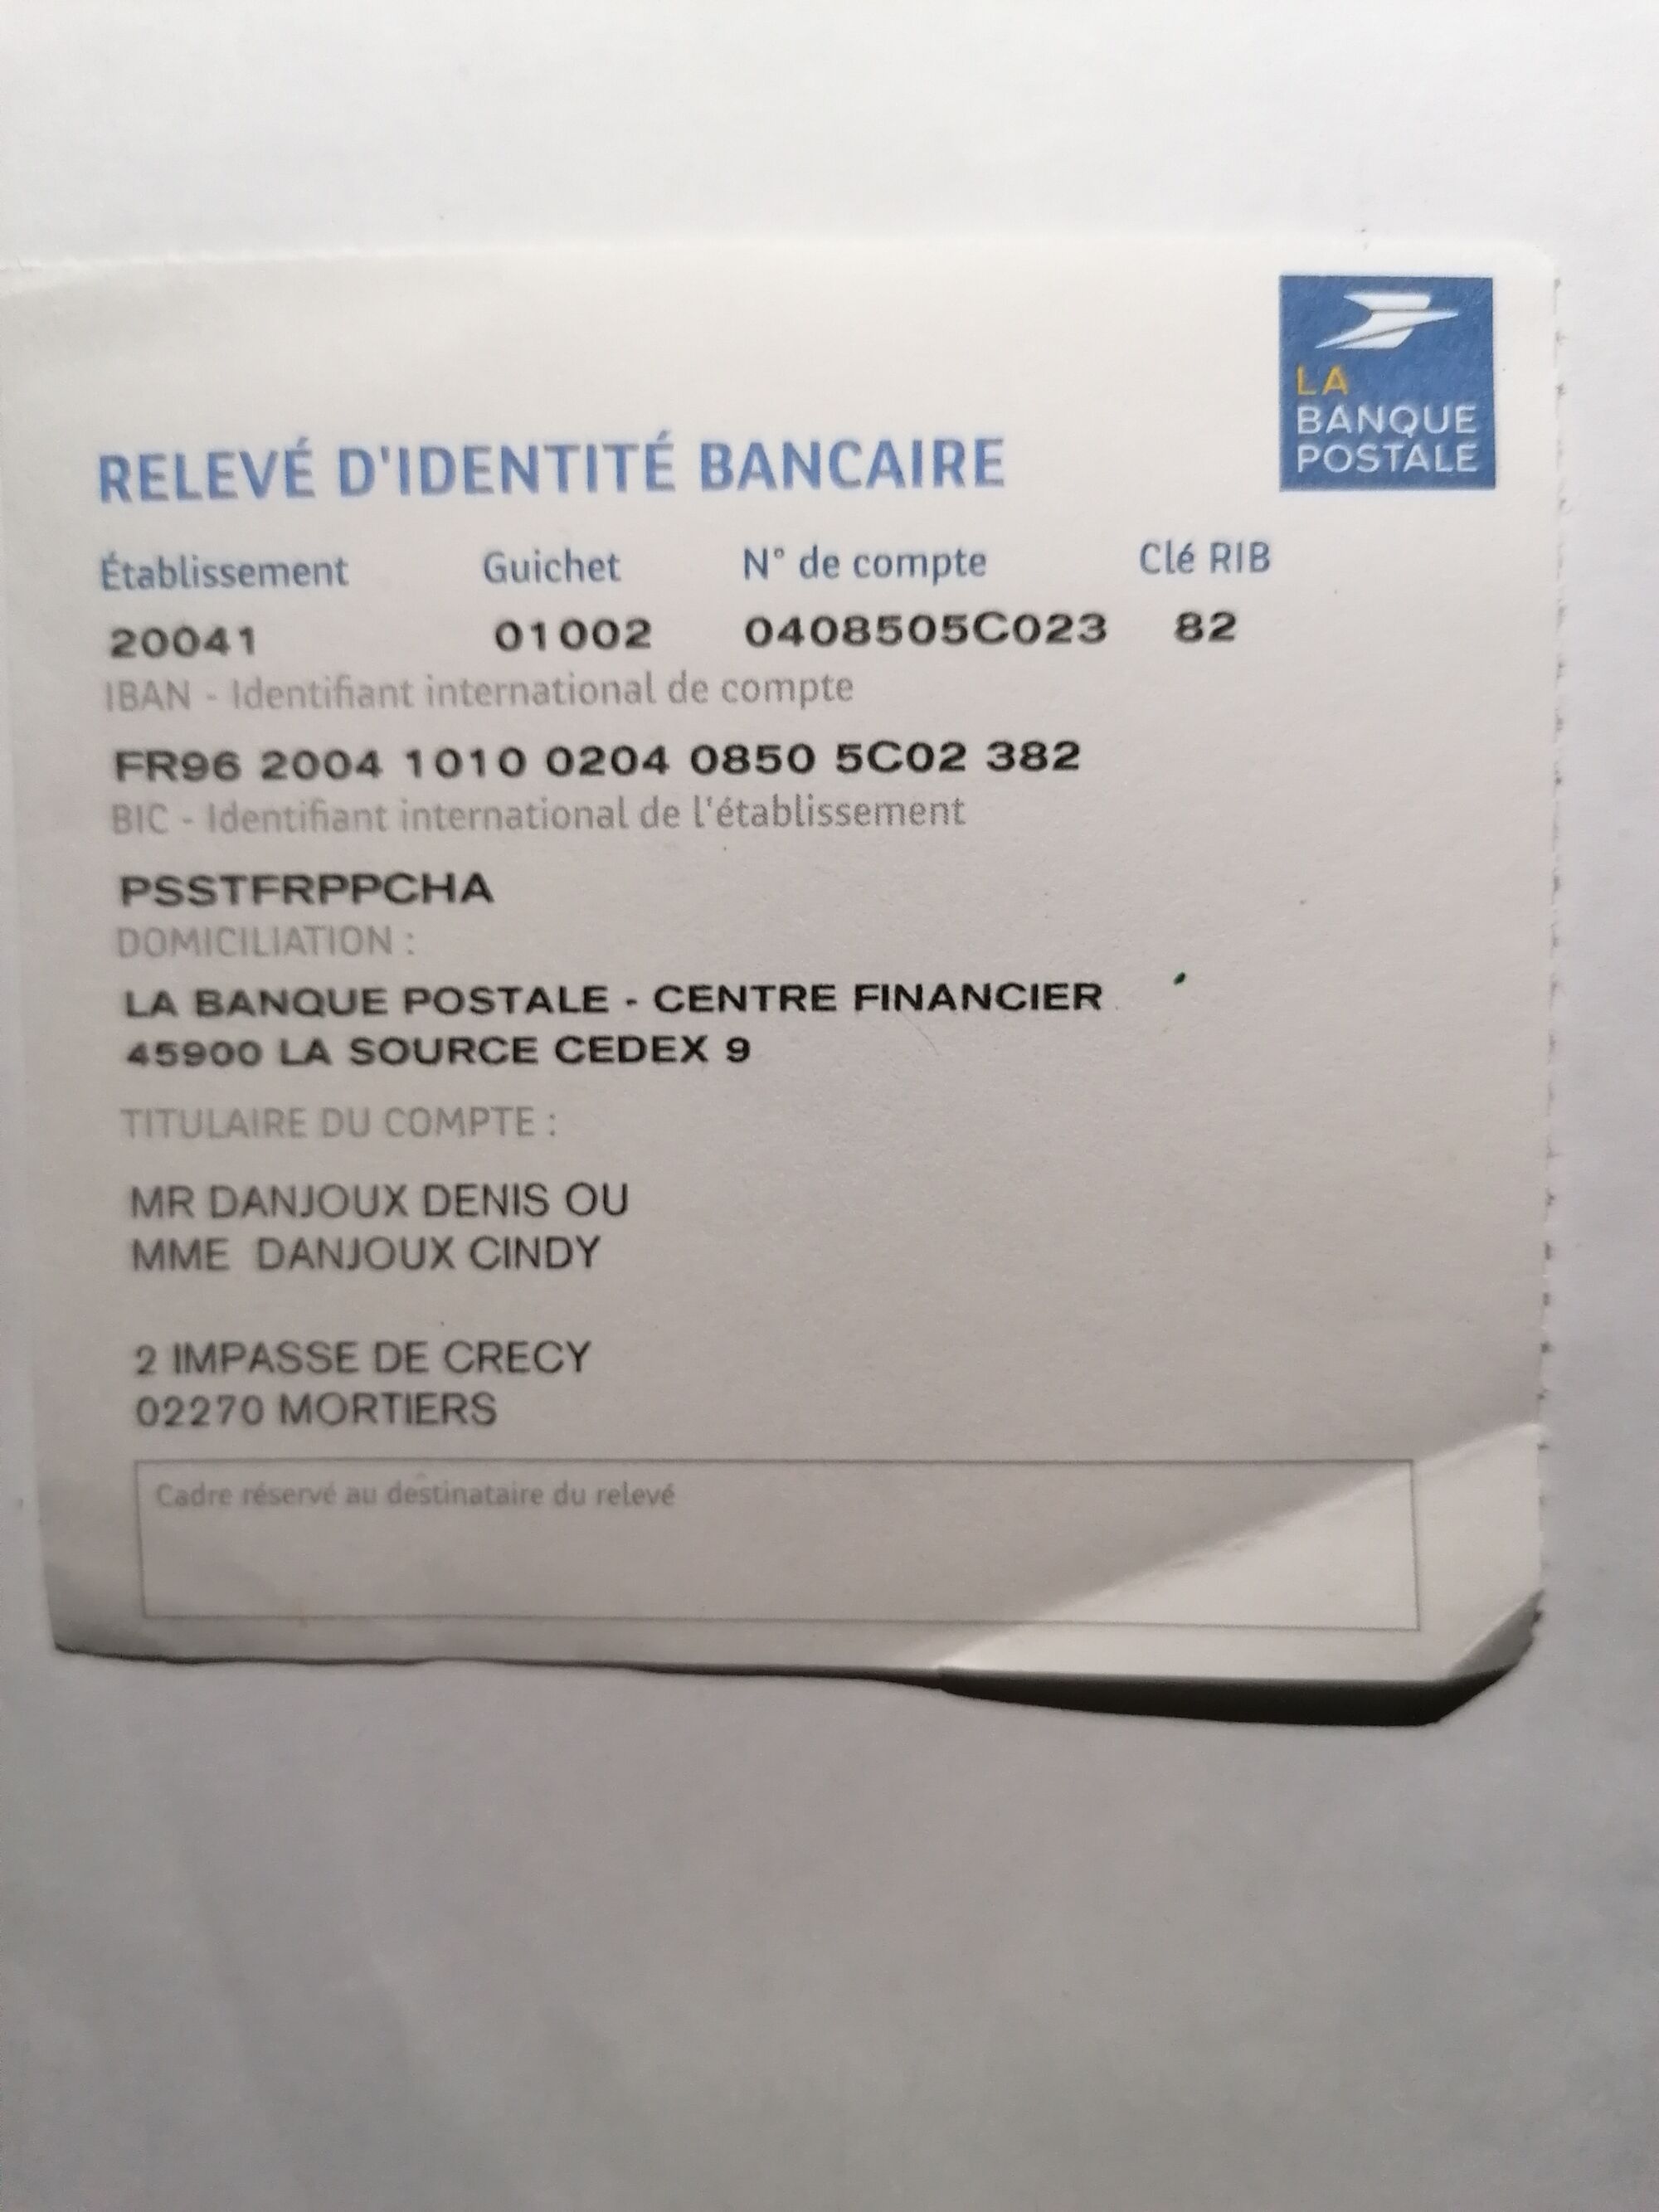 LA
BANQUE
POSTALE
RELEVÉ D'IDENTITÉ BANCAIRE
Établissement Guichet N° de compte Clé RIB
20041 01002 0408505C023 82
IBAN - Identifiant international de compte
FR96 2004 1010 0204 0850 5C02 382
BIC - Identifiant international de l'établissement
PSSTFRPPCHA
DOMICILIATION :
LA BANQUE POSTALE - CENTRE FINANCIER
45900 LA SOURCE CEDEX 9
TITULAIRE DU COMPTE :
MR DANJOUX DENIS OU
MME DANJOUX CINDY
2 IMPASSE DE CRECY
02270 MORTIERS
Cadre réservé au destinataire du relevé